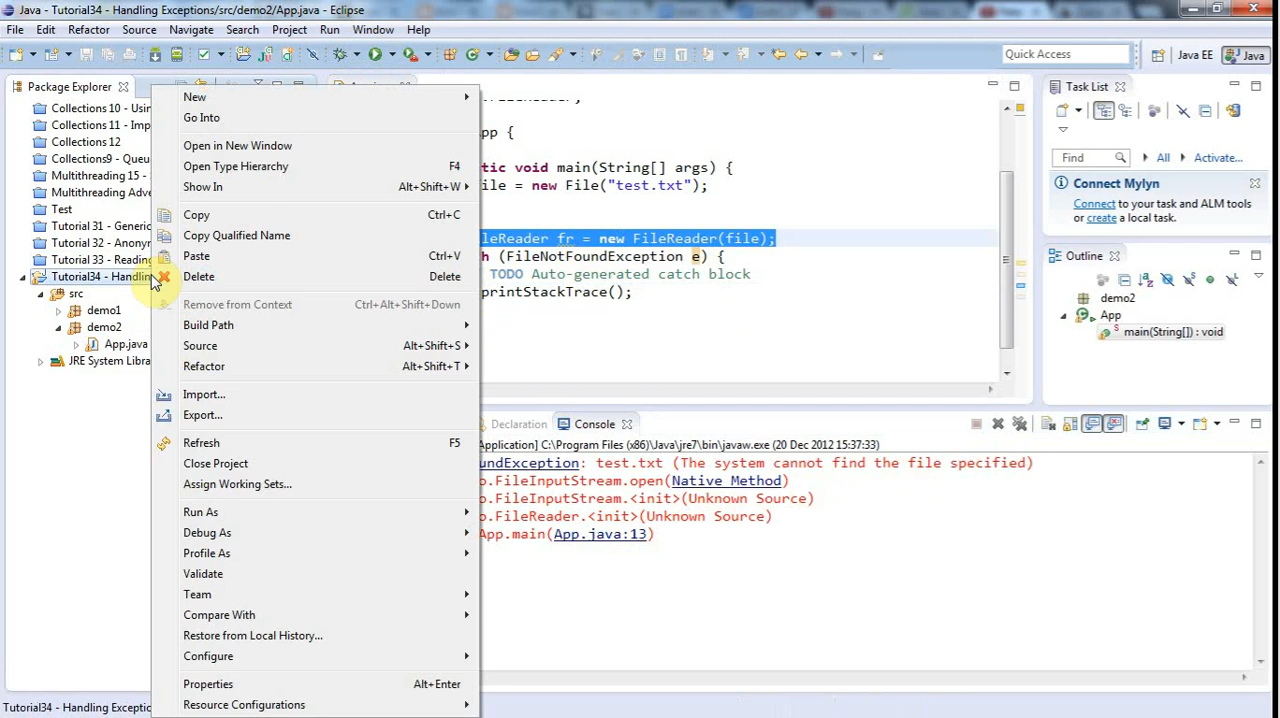 Java - Tutorial34 - Handling Exceptions/src/demo2/App.java - Eclipse
File Edit Refactor Source Navigate Search Project Run Window Help
Quick Access
Java EE
Java
Package Explorer
Collections 10 - Usin
Collections 11 - Imp
Collections 12
Collections9 - Queu
Multithreading 15 -
Multithreading Adv
Test
Tutorial 31 - Generic
Tutorial 32 - Anonyr
Tutorial 33 - Reading
Tutorial34 - Handlin
src
demo1
demo2
App.java
JRE System Libra
New
Go Into
Open in New Window
Open Type Hierarchy F4
Show In Alt+Shift+W
Copy Ctrl+C
Copy Qualified Name
Paste Ctrl+V
Delete Delete
Remove from Context Ctrl+Alt+Shift+Down
Build Path
Source Alt+Shift+S
Refactor Alt+Shift+T
Import...
Export...
Refresh F5
Close Project
Assign Working Sets...
Run As
Debug As
Profile As
Validate
Team
Compare With
Restore from Local History...
Configure
Properties Alt+Enter
Resource Configurations
pp {
tic void main(String[] args) {
ile = new File("test.txt");
leReader fr = new FileReader(file);
h (FileNotFoundException e) {
TODO Auto-generated catch block
printStackTrace();
Declaration
Console
Application] C:\Program Files (x86)\Java\jre7\bin\javaw.exe (20 Dec 2012 15:37:33)
undException: test.txt (The system cannot find the file specified)
o.FileInputStream.open(Native Method)
o.FileInputStream.<init>(Unknown Source)
o.FileReader.<init>(Unknown Source)
App.main(App.java:13)
Task List
Find All Activate...
Connect Mylyn
Connect to your task and ALM tools
or create a local task.
Outline
demo2
App
main(String[]) : void
Tutorial34 - Handling Exceptio